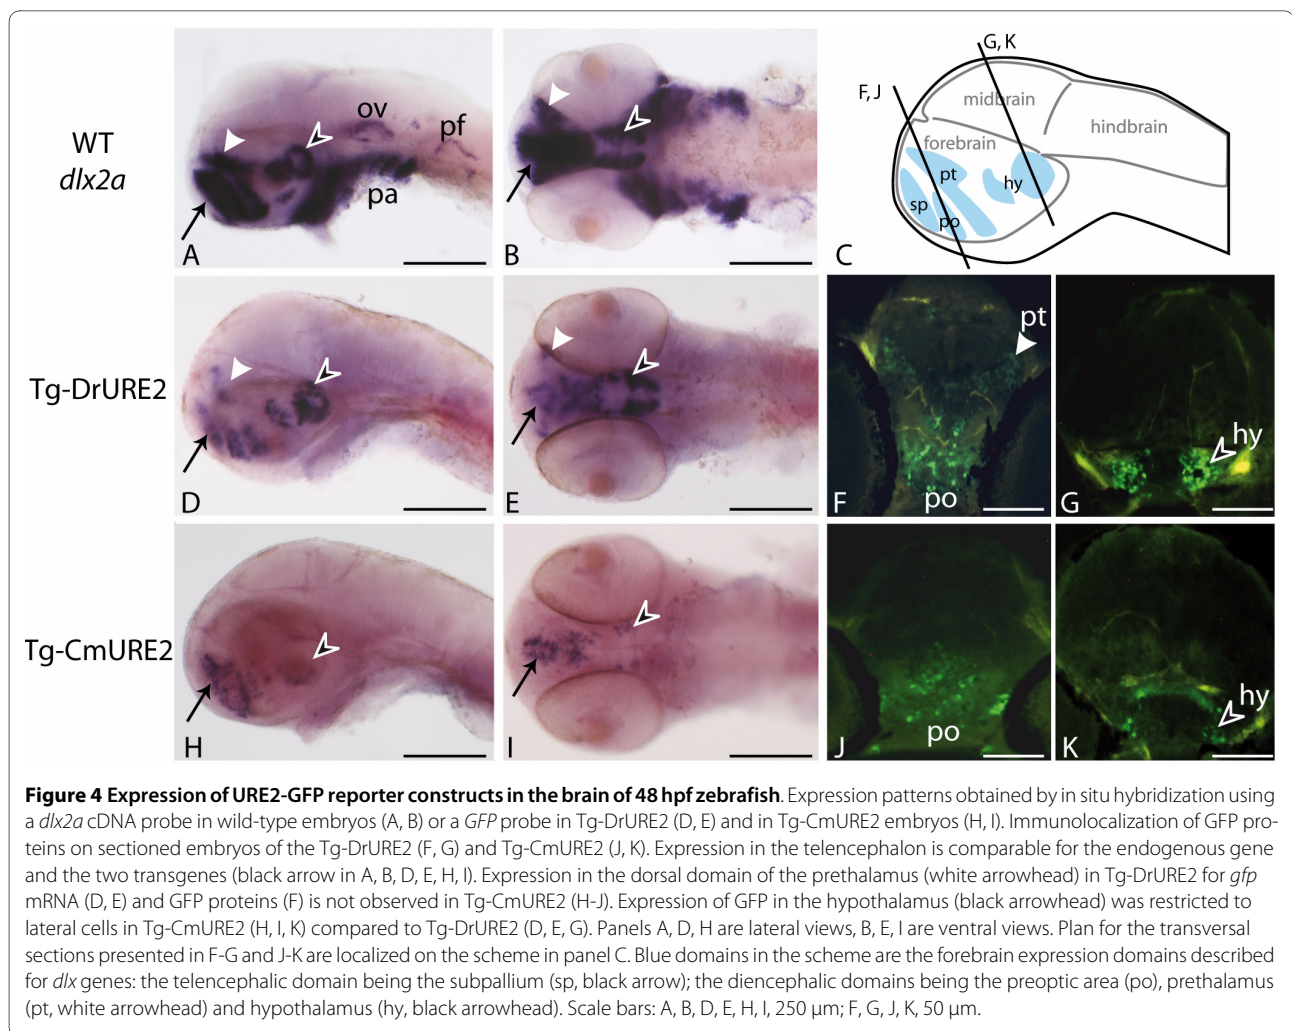 WT
dlx2a
ov
pf
pa
A
B
G, K
F, J
midbrain
hindbrain
forebrain
pt
hy
sp
po
C
Tg-DrURE2
D
E
pt
po
F
hy
G
Tg-CmURE2
H
I
po
J
hy
K
Figure 4 Expression of URE2-GFP reporter constructs in the brain of 48 hpf zebrafish. Expression patterns obtained by in situ hybridization using
a dlx2a cDNA probe in wild-type embryos (A, B) or a GFP probe in Tg-DrURE2 (D, E) and in Tg-CmURE2 embryos (H, I). Immunolocalization of GFP pro-
teins on sectioned embryos of the Tg-DrURE2 (F, G) and Tg-CmURE2 (J, K). Expression in the telencephalon is comparable for the endogenous gene
and the two transgenes (black arrow in A, B, D, E, H, I). Expression in the dorsal domain of the prethalamus (white arrowhead) in Tg-DrURE2 for gfp
mRNA (D, E) and GFP proteins (F) is not observed in Tg-CmURE2 (H-J). Expression of GFP in the hypothalamus (black arrowhead) was restricted to
lateral cells in Tg-CmURE2 (H, I, K) compared to Tg-DrURE2 (D, E, G). Panels A, D, H are lateral views, B, E, I are ventral views. Plan for the transversal
sections presented in F-G and J-K are localized on the scheme in panel C. Blue domains in the scheme are the forebrain expression domains described
for dlx genes: the telencephalic domain being the subpallium (sp, black arrow); the diencephalic domains being the preoptic area (po), prethalamus
(pt, white arrowhead) and hypothalamus (hy, black arrowhead). Scale bars: A, B, D, E, H, I, 250 μm; F, G, J, K, 50 μm.